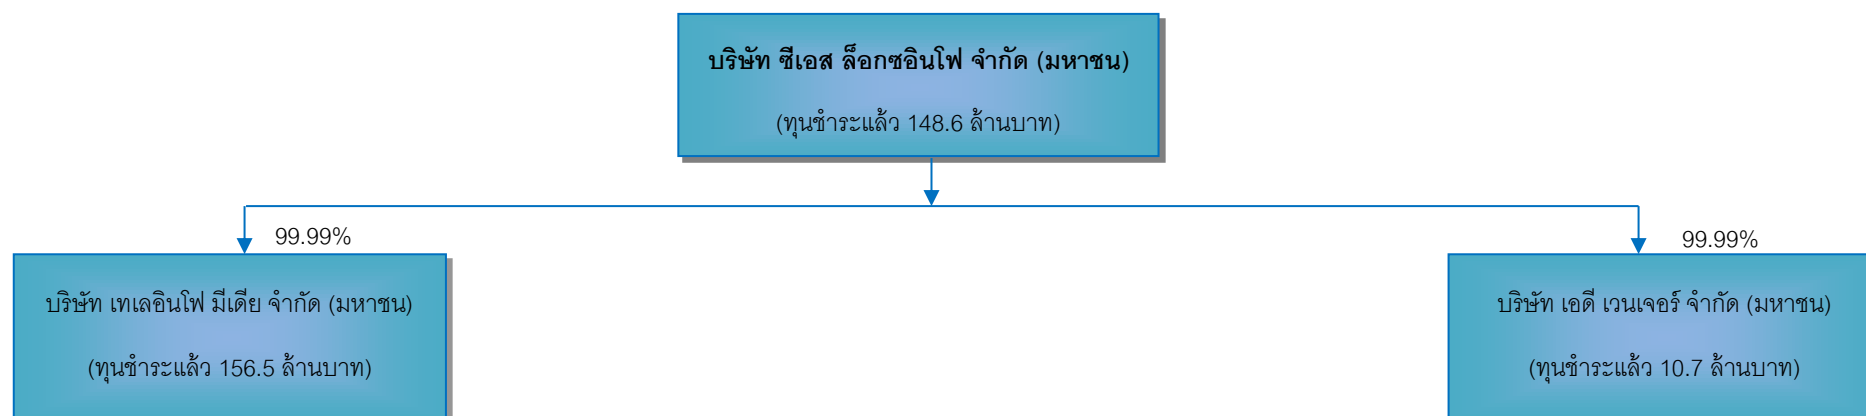 บริษัท ซีเอส ล็อกซอินโฟ จำกัด (มหาชน)
(ทุนชำระแล้ว 148.6 ล้านบาท)
99.99%
99.99%
บริษัท เทเลอินโฟ มีเดีย จำกัด (มหาชน)
(ทุนชำระแล้ว 156.5 ล้านบาท)
บริษัท เอดี เวนเจอร์ จำกัด (มหาชน)
(ทุนชำระแล้ว 10.7 ล้านบาท)